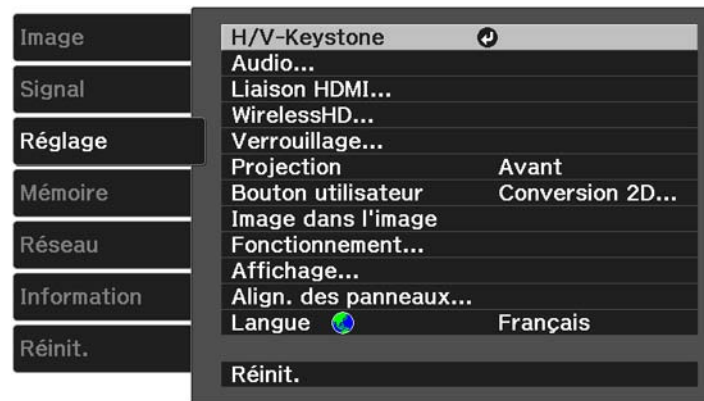 Image
Signal
Réglage
Mémoire
Réseau
Information
Réinit.
H/V-Keystone
Audio...
Liaison HDMI...
WirelessHD...
Verrouillage...
Projection Avant
Bouton utilisateur Conversion 2D...
Image dans l'image
Fonctionnement...
Affichage...
Align. des panneaux...
Langue Français
Réinit.